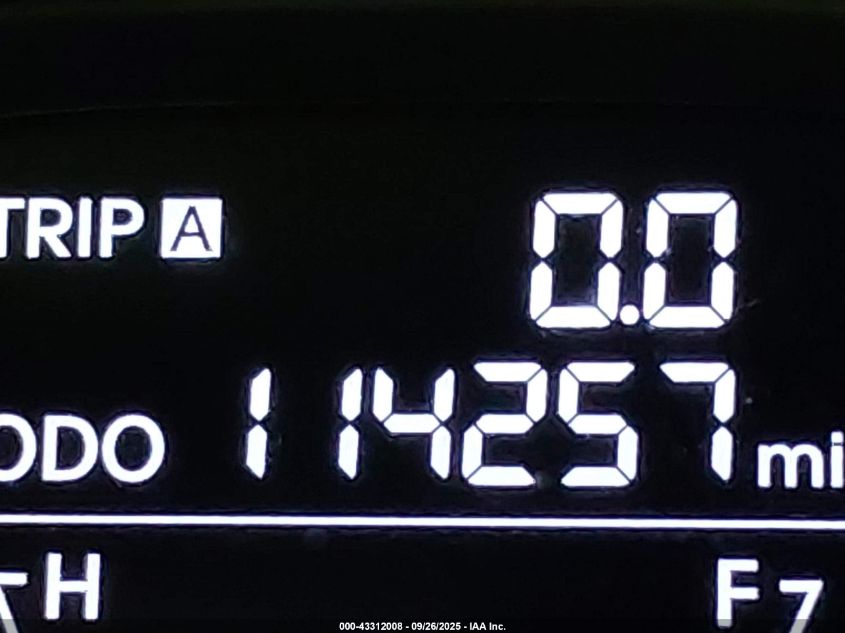 TRIP A 0.0
ODO 114257 mi
H F
000-43312008 - 09/26/2025 - IAA Inc.